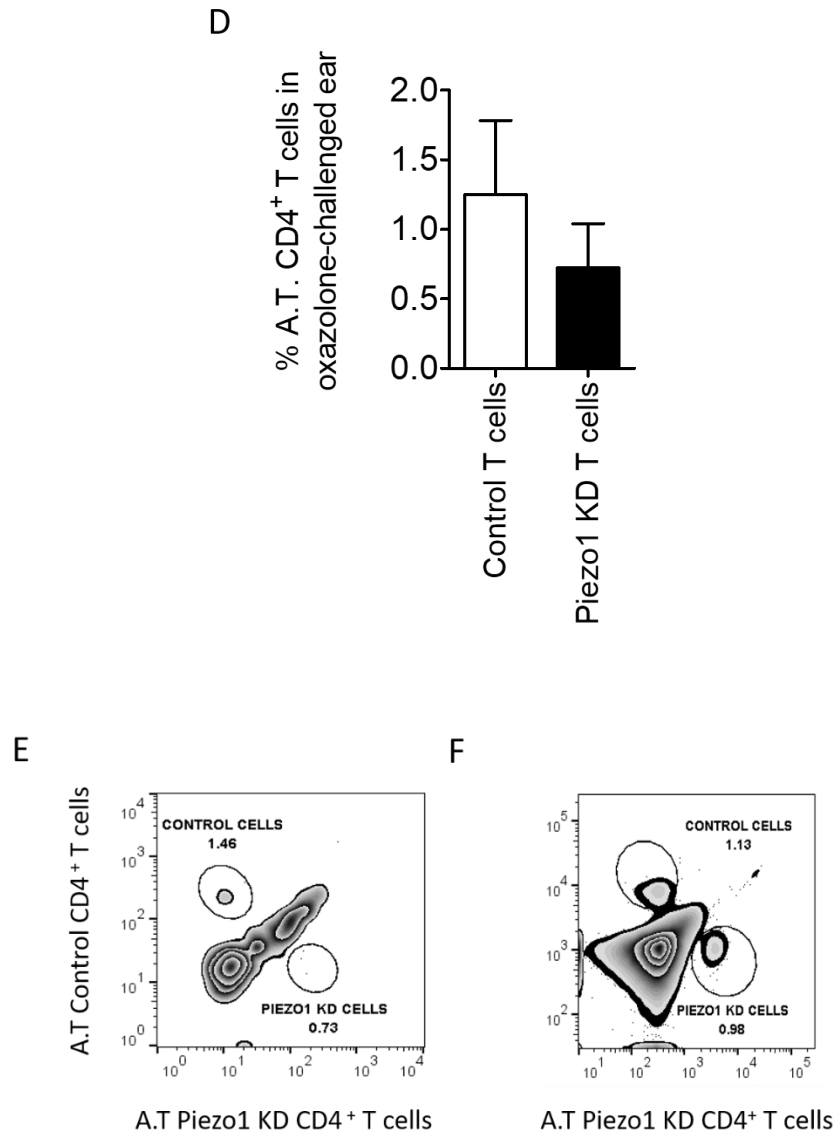 D
% A.T. CD4+ T cells in
oxazolone-challenged ear
2.0
1.5
1.0
0.5
0.0
Control T cells
Piezo1 KD T cells
E
A.T Control CD4+ T cells
10^4
10^3
10^2
10^1
10^0
CONTROL CELLS
1.46
PIEZO1 KD CELLS
0.73
10^0 10^1 10^2 10^3 10^4
A.T Piezo1 KD CD4+ T cells
F
10^5
10^4
10^3
10^2
CONTROL CELLS
1.13
PIEZO1 KD CELLS
0.98
10^1 10^2 10^3 10^4 10^5
A.T Piezo1 KD CD4+ T cells